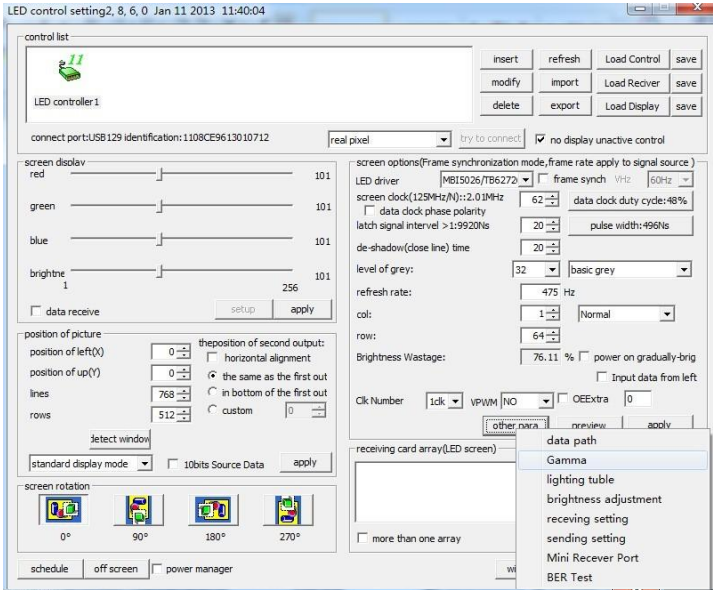 LED control setting2, 8, 6, 0  Jan 11 2013  11:40:04
control list
11
LED controller1
insert refresh Load Control save
modify import Load Reciver save
delete export Load Display save
connect port:USB129 identification:1108CE9613010712
real pixel
try to connect
no display unactive control
screen display
red 101
green 101
blue 101
brightne 101
1 256
data receive
setup
apply
position of picture
position of left(X) 0
position of up(Y) 0
lines 768
rows 512
theposition of second output:
horizontal alignment
the same as the first out
in bottom of the first out
custom 0
detect window
standard display mode
10bits Source Data
apply
screen rotation
0° 90° 180° 270°
schedule
off screen
power manager
screen options(Frame synchronization mode,frame rate apply to signal source )
LED driver MBI5026/TB6272 frame synch VHz 60Hz
screen clock(125MHz/N)::2.01MHz 62 data clock duty cycle:48%
data clock phase polarity
latch signal intervel >1:9920Ns 20 pulse width:496Ns
de-shadow(close line) time 20
level of grey: 32 basic grey
refresh rate: 475 Hz
col: 1 Normal
row: 64
Brightness Wastage: 76.11 % power on gradually-brig
Input data from left
Clk Number 1clk VPWM NO OEExtra 0
other para preview apply
receiving card array(LED screen)
more than one array
wi
data path
Gamma
lighting tuble
brightness adjustment
receving setting
sending setting
Mini Recever Port
BER Test